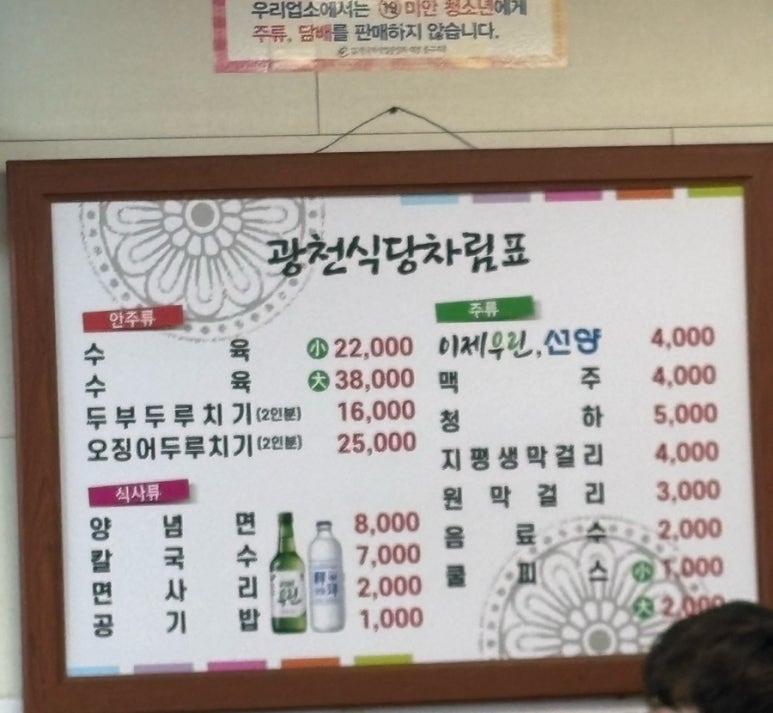 우리업소에서는 ⑲ 미만 청소년에게
주류, 담배를 판매하지 않습니다.
광천식당차림표
안주류
수육 小 22,000
수육 大 38,000
두부두루치기(2인분) 16,000
오징어두루치기(2인분) 25,000
식사류
양념면 8,000
칼국수 7,000
면사리 2,000
공기밥 1,000
주류
이제우린, 선양 4,000
맥주 4,000
청하 5,000
지평생막걸리 4,000
원막걸리 3,000
음료수 2,000
쿨피스 小 1,000
大 2,000